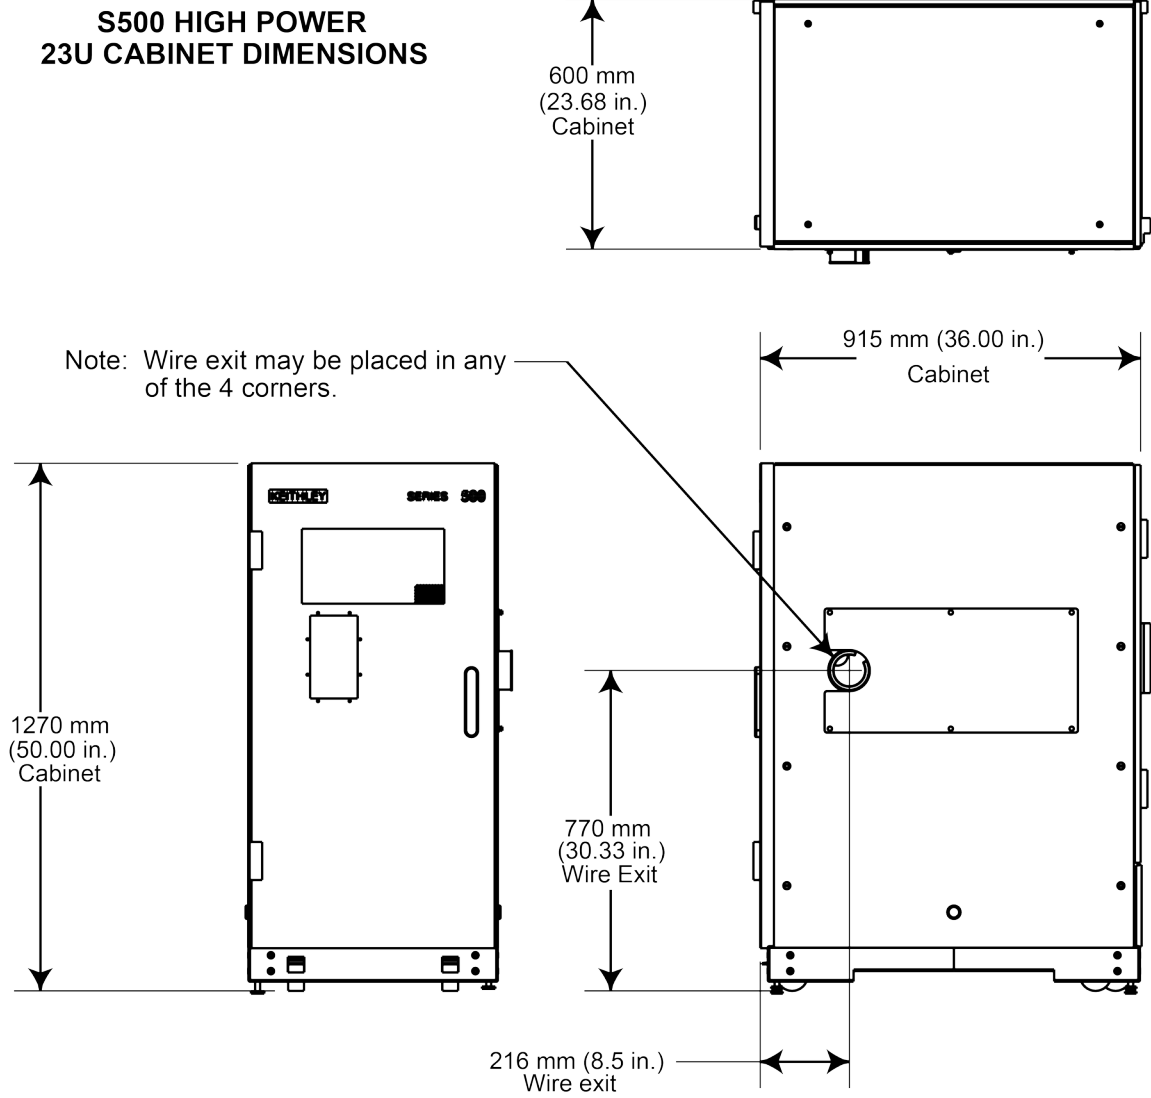 S500 HIGH POWER
23U CABINET DIMENSIONS
600 mm
(23.68 in.)
Cabinet
915 mm (36.00 in.)
Cabinet
Note: Wire exit may be placed in any
of the 4 corners.
KEITHLEY
SERIES 500
1270 mm
(50.00 in.)
Cabinet
770 mm
(30.33 in.)
Wire Exit
216 mm (8.5 in.)
Wire exit